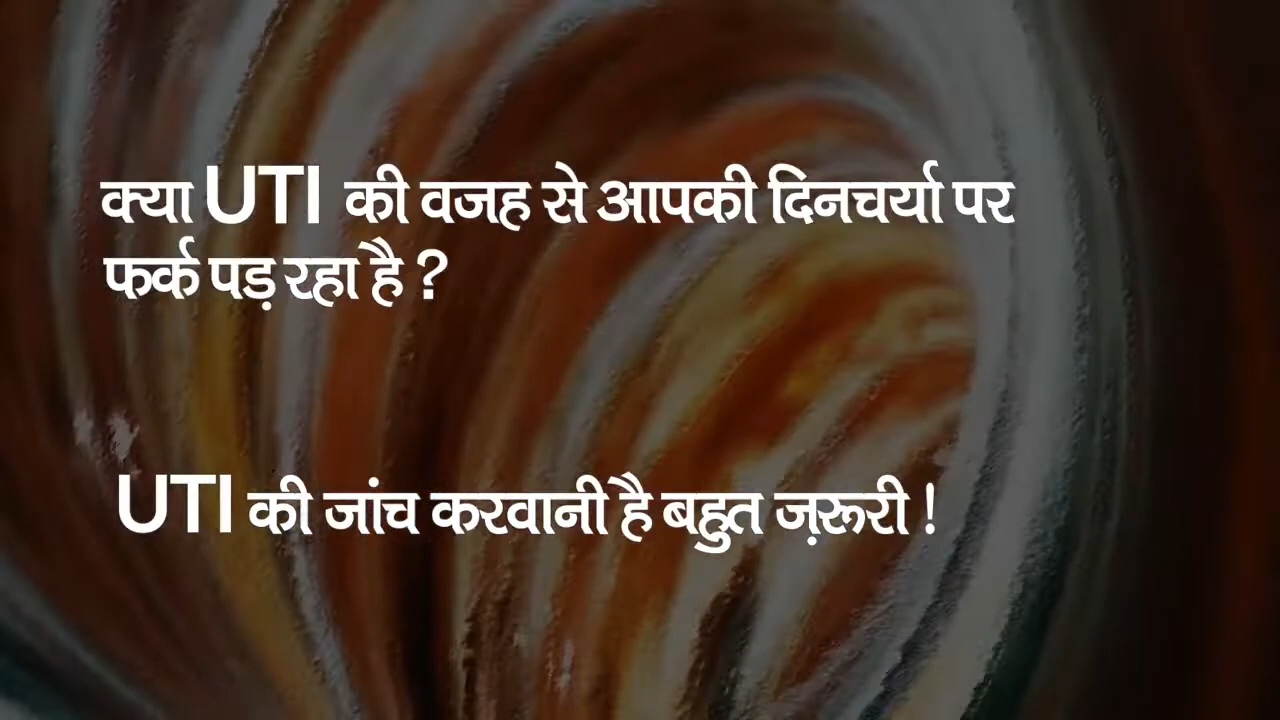 क्या UTI की वजह से आपकी दिनचर्या पर
फर्क पड़ रहा है ?
UTI की जांच करवानी है बहुत ज़रूरी !